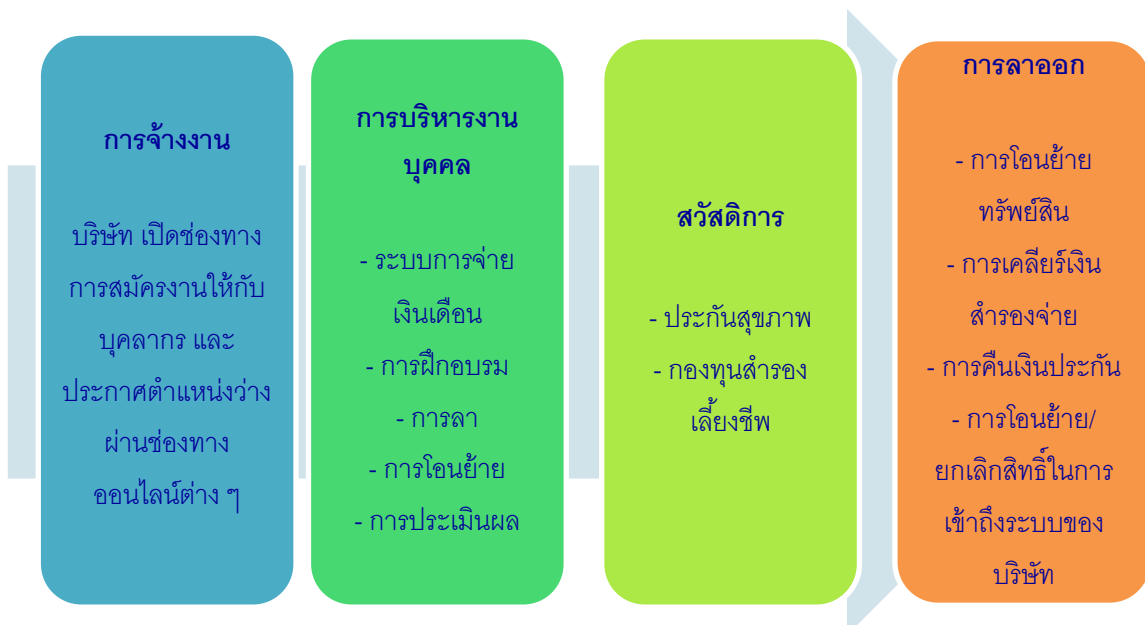 การจ้างงาน
บริษัท เปิดช่องทาง
การสมัครงานให้กับ
บุคลากร และ
ประกาศตำแหน่งว่าง
ผ่านช่องทาง
ออนไลน์ต่าง ๆ
การบริหารงาน
บุคคล
- ระบบการจ่าย
เงินเดือน
- การฝึกอบรม
- การลา
- การโอนย้าย
- การประเมินผล
สวัสดิการ
- ประกันสุขภาพ
- กองทุนสำรอง
เลี้ยงชีพ
การลาออก
- การโอนย้าย
ทรัพย์สิน
- การเคลียร์เงิน
สำรองจ่าย
- การคืนเงินประกัน
- การโอนย้าย/
ยกเลิกสิทธิ์ในการ
เข้าถึงระบบของ
บริษัท